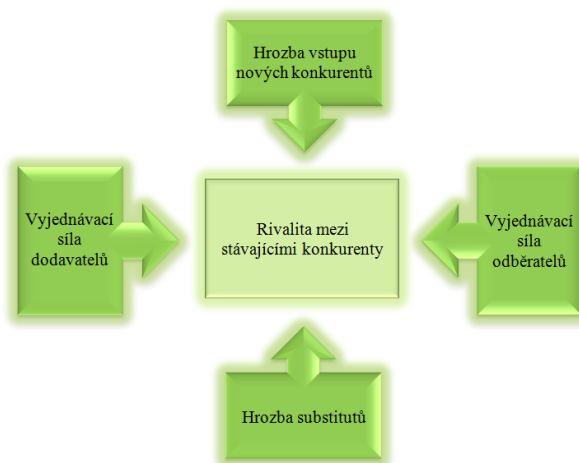 Hrozba vstupu
nových konkurentů
Vyjednávací
síla
dodavatelů
Rivalita mezi
stávajícími konkurenty
Vyjednávací
síla
odběratelů
Hrozba substitutů